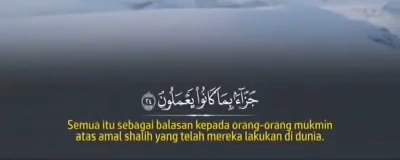 جَزَآءَۢ بِمَا كَانُوا۟ يَعْمَلُونَ ٢٤
Semua itu sebagai balasan kepada orang-orang mukmin
atas amal shalih yang telah mereka lakukan di dunia.